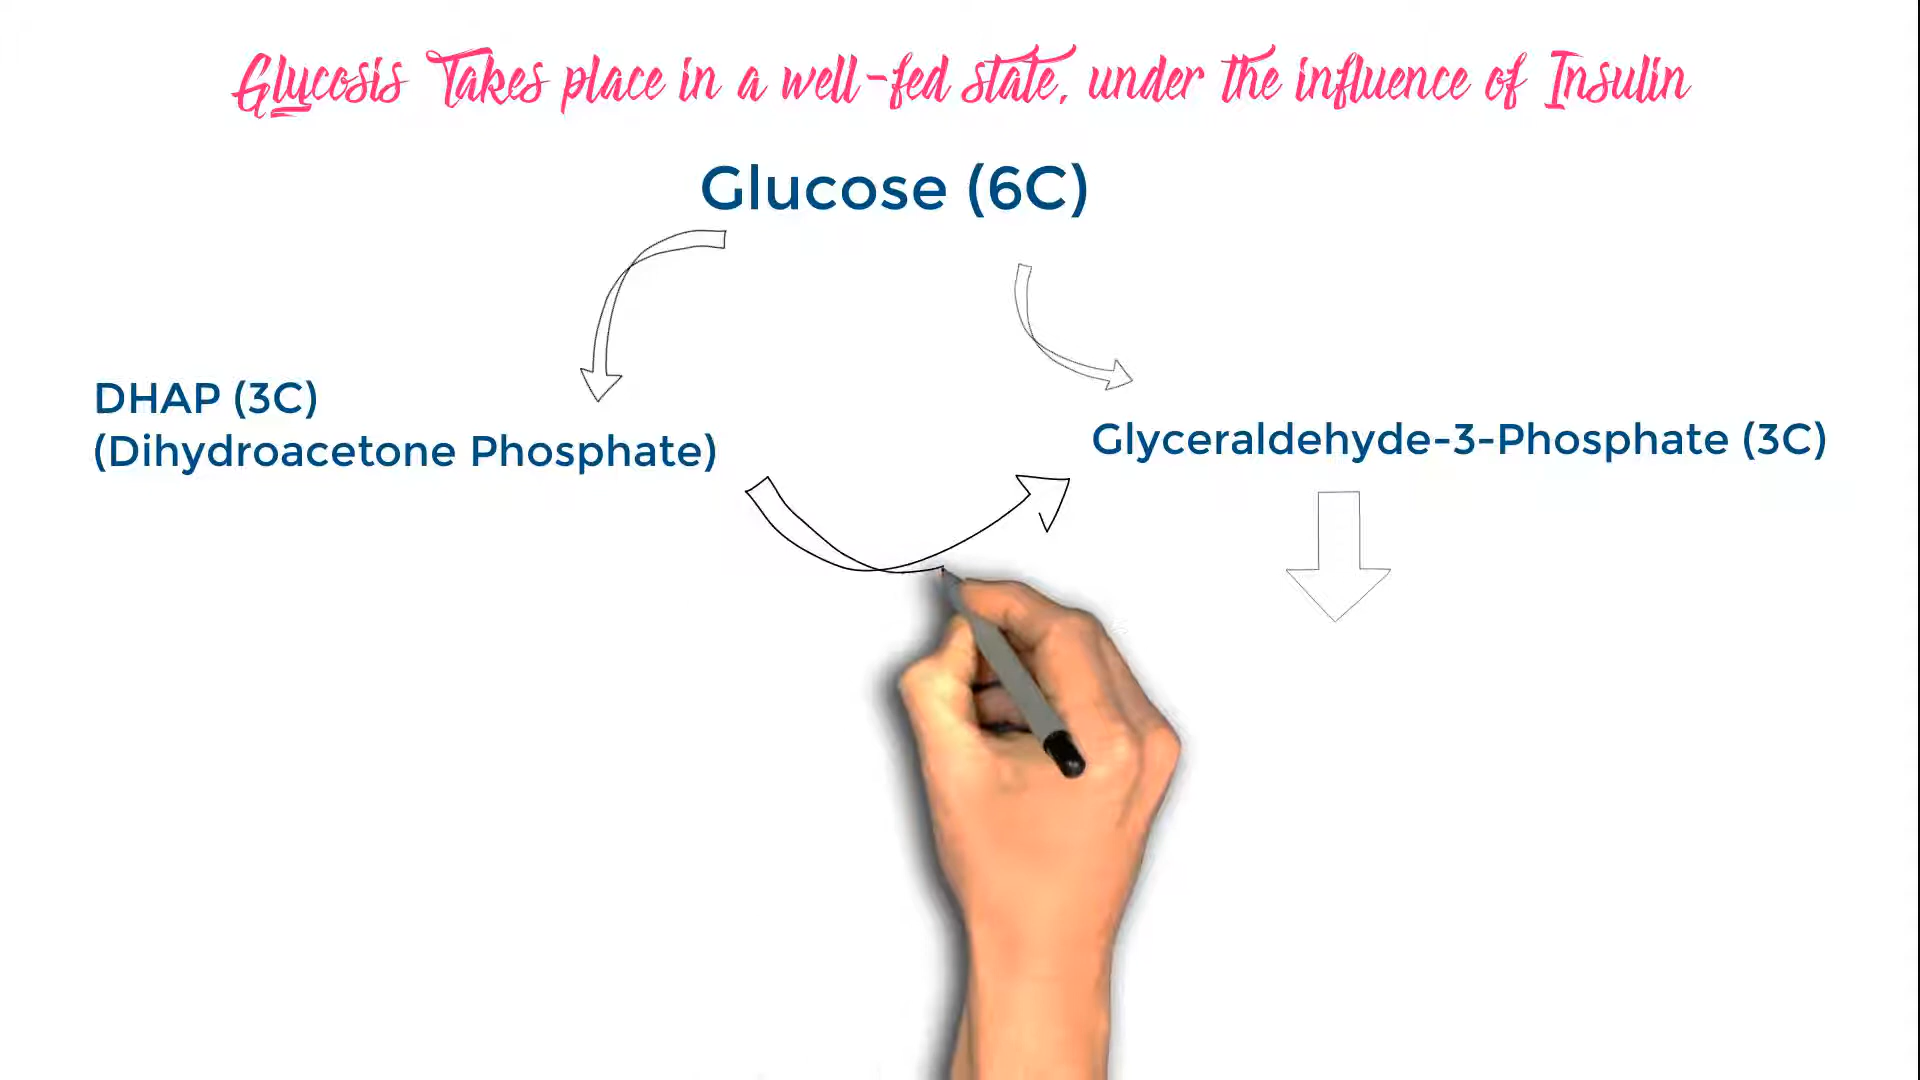 Glucosis Takes place in a well-fed state, under the influence of Insulin
Glucose (6C)
DHAP (3C)
(Dihydroacetone Phosphate)
Glyceraldehyde-3-Phosphate (3C)